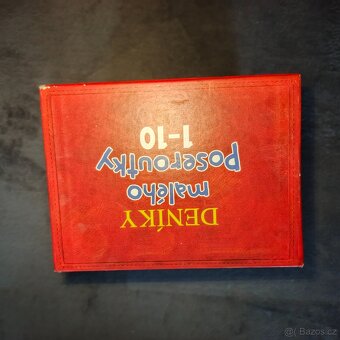 DENÍKY
malého
Poseroutky
1-10
© Bazos.cz